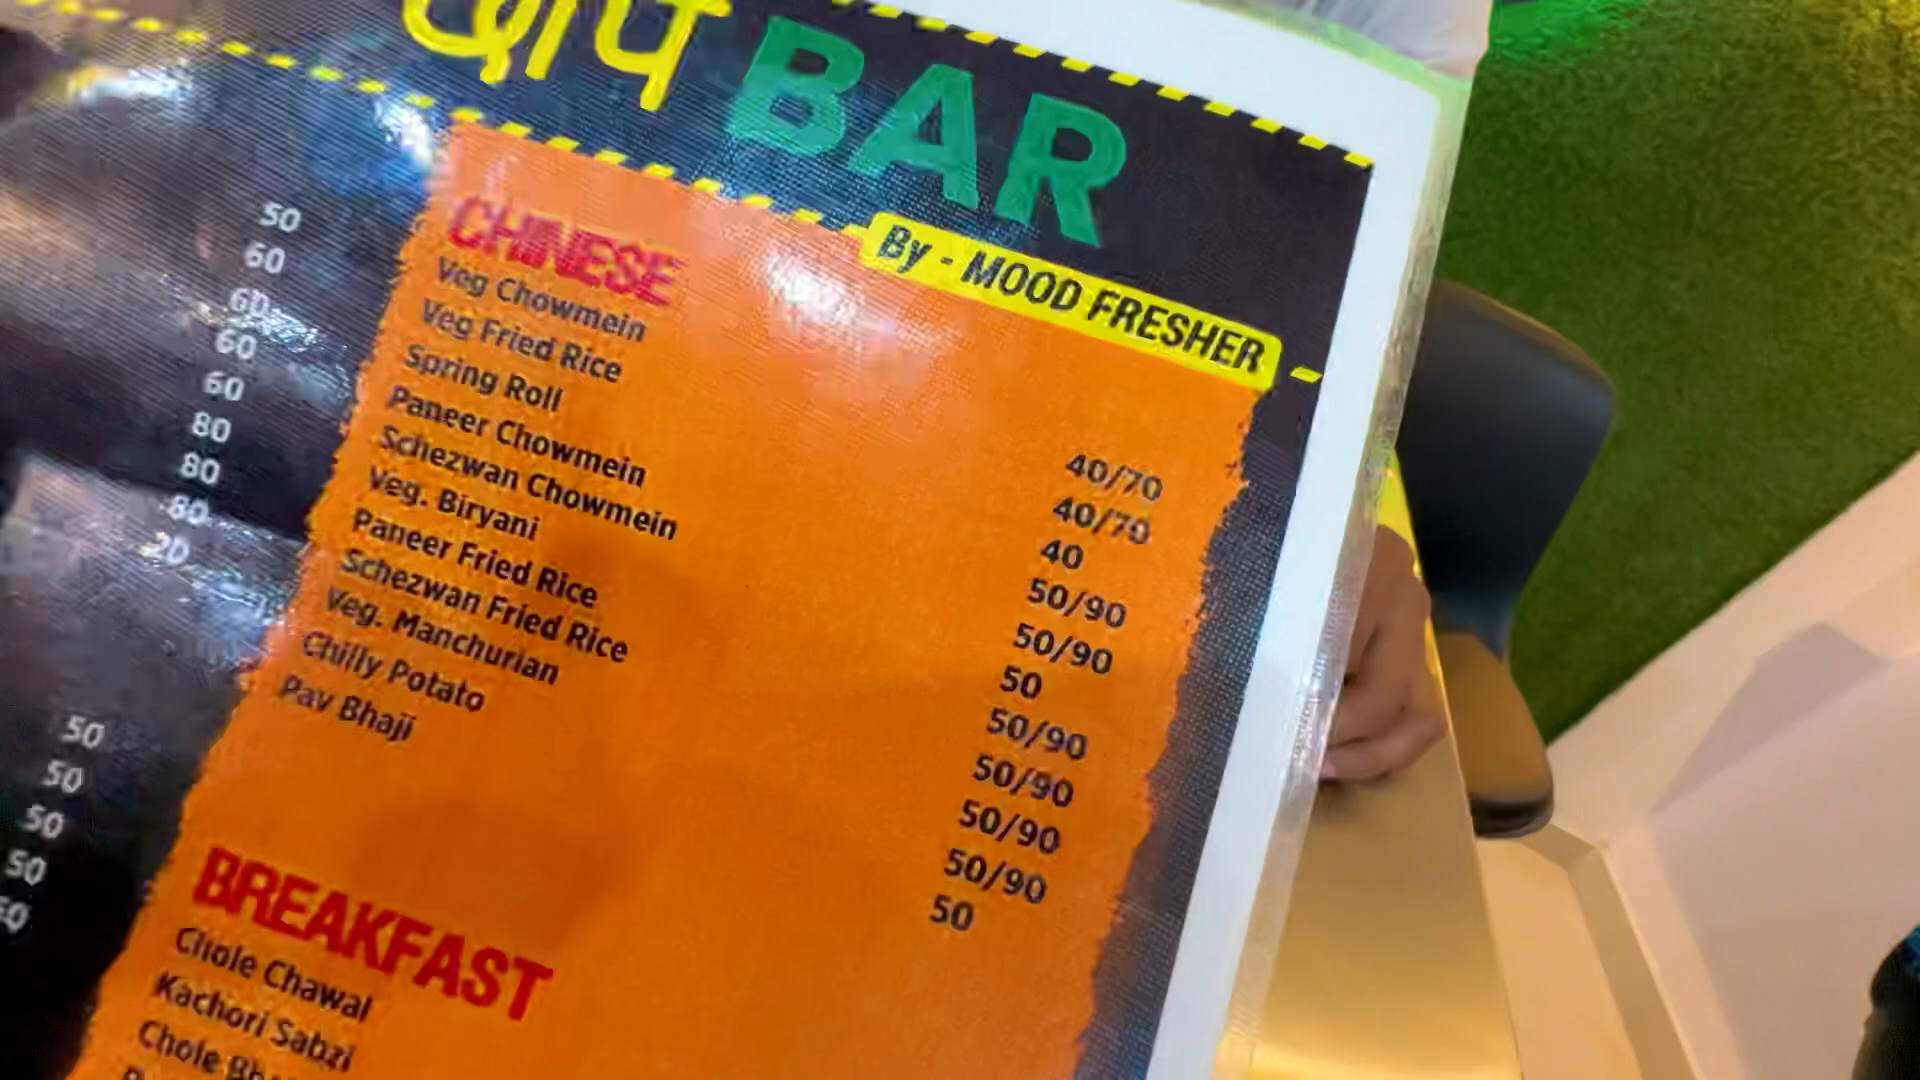 BAR
By - MOOD FRESHER
50
60
60
60
60
80
80
80
20
50
50
50
50
CHINESE
Veg Chowmein 40/70
Veg Fried Rice 40/70
Spring Roll 40
Paneer Chowmein 50/90
Schezwan Chowmein 50/90
Veg. Biryani 50
Paneer Fried Rice 50/90
Schezwan Fried Rice 50/90
Veg. Manchurian 50/90
Chilly Potato 50/90
Pav Bhaji 50
BREAKFAST
Chole Chawal
Kachori Sabzi
Chole